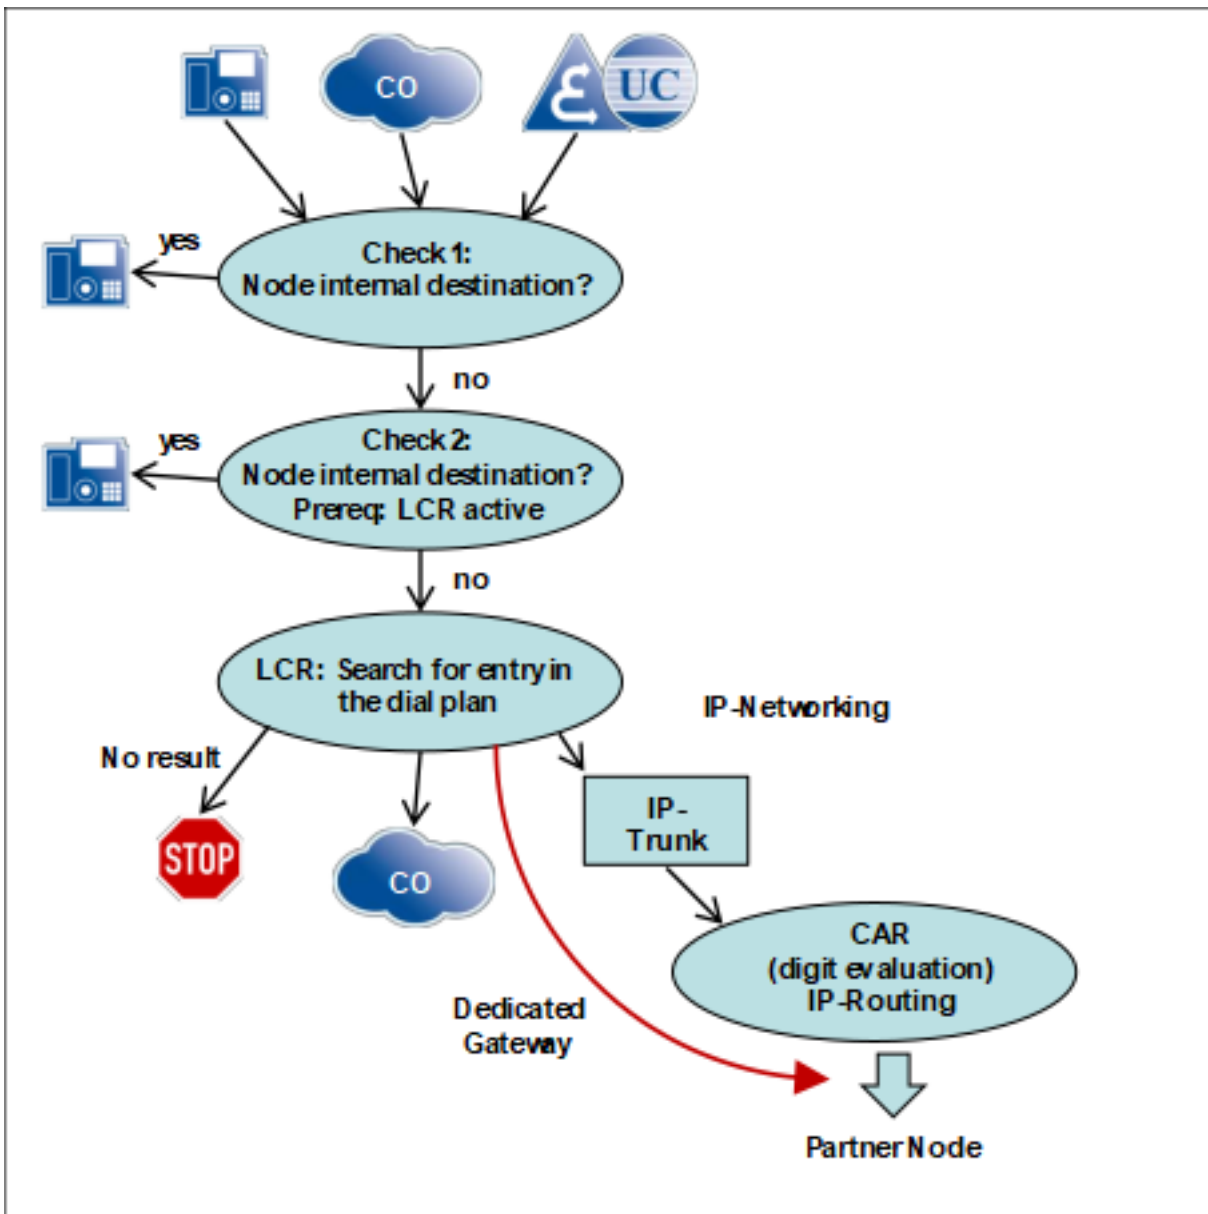 CO
UC
yes
Check 1:
Node internal destination?
no
yes
Check 2:
Node internal destination?
Prereq: LCR active
no
LCR: Search for entry in
the dial plan
IP-Networking
No result
IP-
Trunk
STOP
CO
CAR
(digit evaluation)
IP-Routing
Dedicated
Gateway
Partner Node